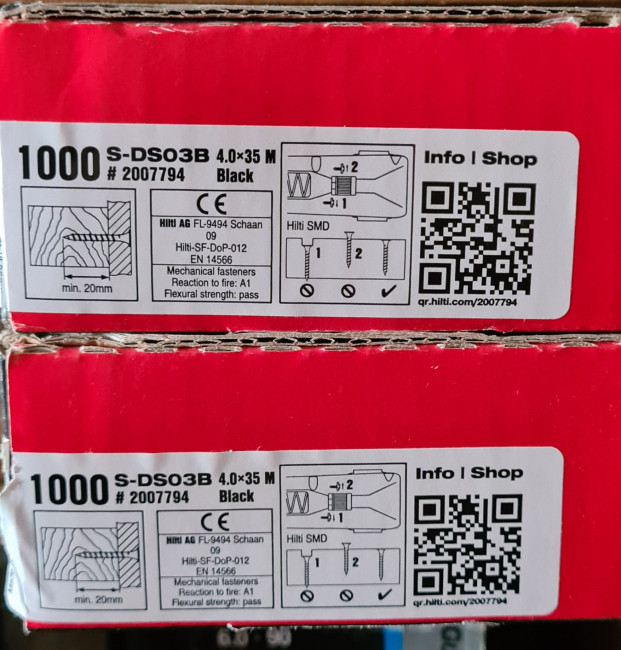 1000 S-DS03B 4.0×35 M
# 2007794 Black
CE
Hilti AG FL-9494 Schaan
09
Hilti-SF-DoP-012
EN 14566
Mechanical fasteners
Reaction to fire: A1
Flexural strength: pass
min. 20mm
2
1
Hilti SMD
1 2
Info | Shop
qr.hilti.com/2007794
1000 S-DS03B 4.0×35 M
# 2007794 Black
CE
Hilti AG FL-9494 Schaan
09
Hilti-SF-DoP-012
EN 14566
Mechanical fasteners
Reaction to fire: A1
Flexural strength: pass
min. 20mm
2
1
Hilti SMD
1 2
Info | Shop
qr.hilti.com/2007794